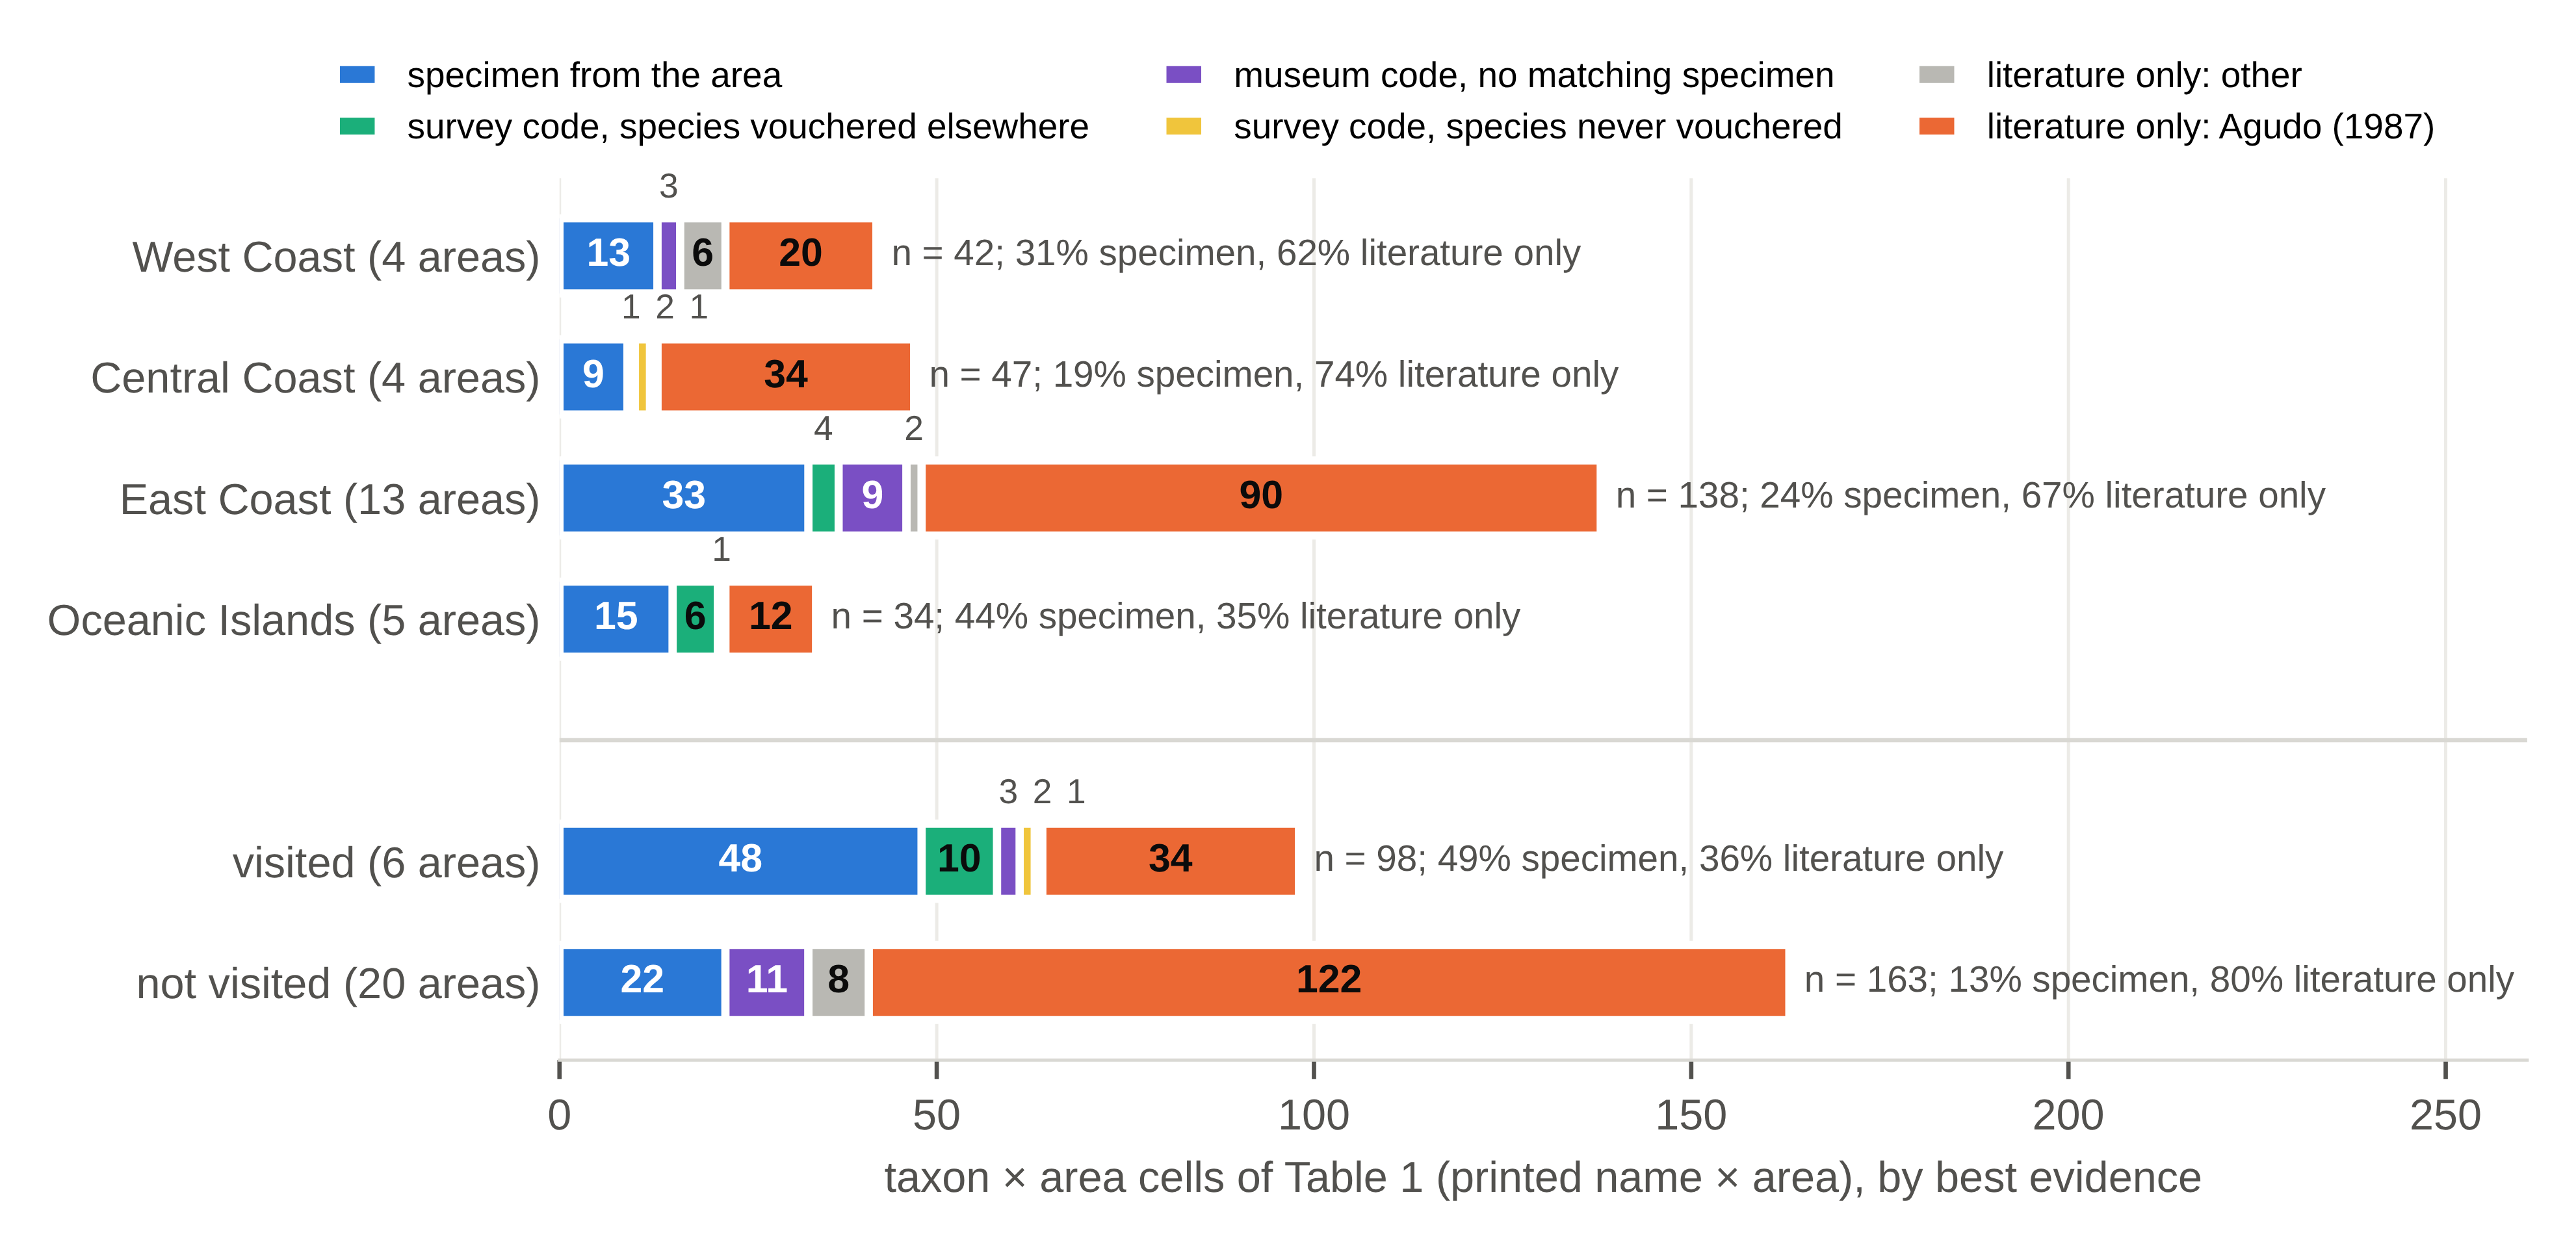 specimen from the area
survey code, species vouchered elsewhere
museum code, no matching specimen
survey code, species never vouchered
literature only: other
literature only: Agudo (1987)
3
West Coast (4 areas) 13 6 20 n = 42; 31% specimen, 62% literature only
1 2 1
Central Coast (4 areas) 9 34 n = 47; 19% specimen, 74% literature only
4 2
East Coast (13 areas) 33 9 90 n = 138; 24% specimen, 67% literature only
1
Oceanic Islands (5 areas) 15 6 12 n = 34; 44% specimen, 35% literature only
3 2 1
visited (6 areas) 48 10 34 n = 98; 49% specimen, 36% literature only
not visited (20 areas) 22 11 8 122 n = 163; 13% specimen, 80% literature only
0 50 100 150 200 250
taxon × area cells of Table 1 (printed name × area), by best evidence